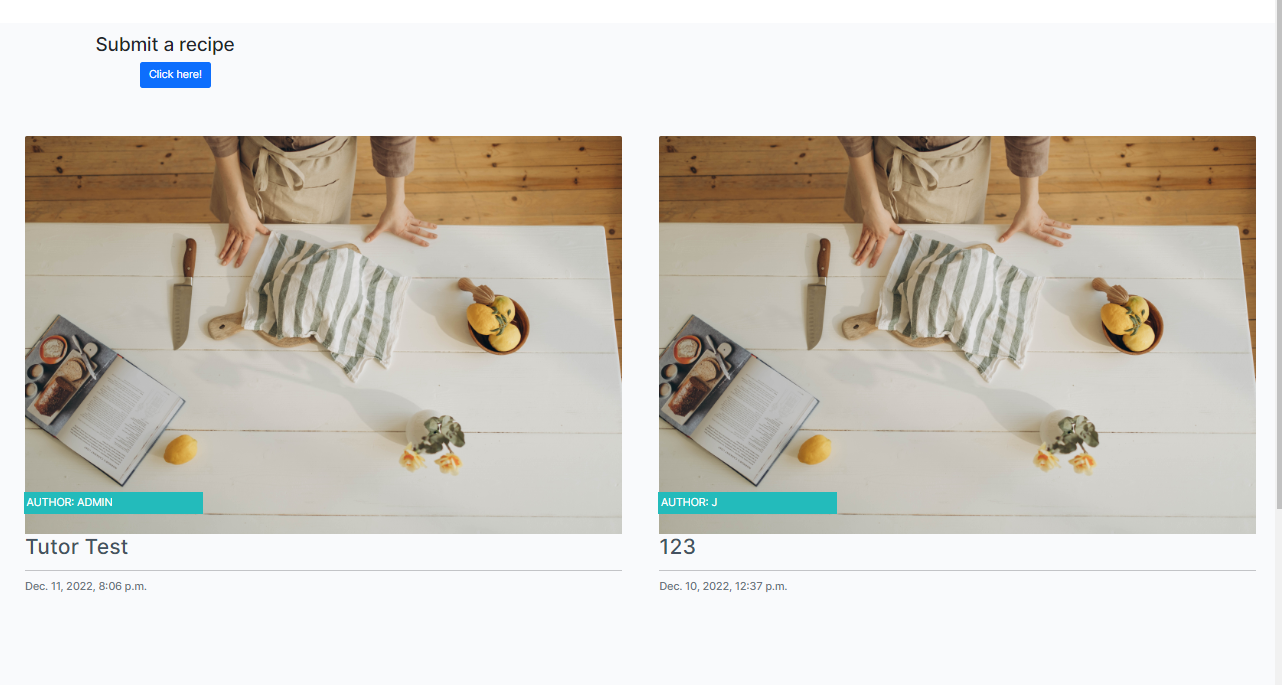 Submit a recipe
Click here!
AUTHOR: ADMIN
Tutor Test
Dec. 11, 2022, 8:06 p.m.
AUTHOR: J
123
Dec. 10, 2022, 12:37 p.m.